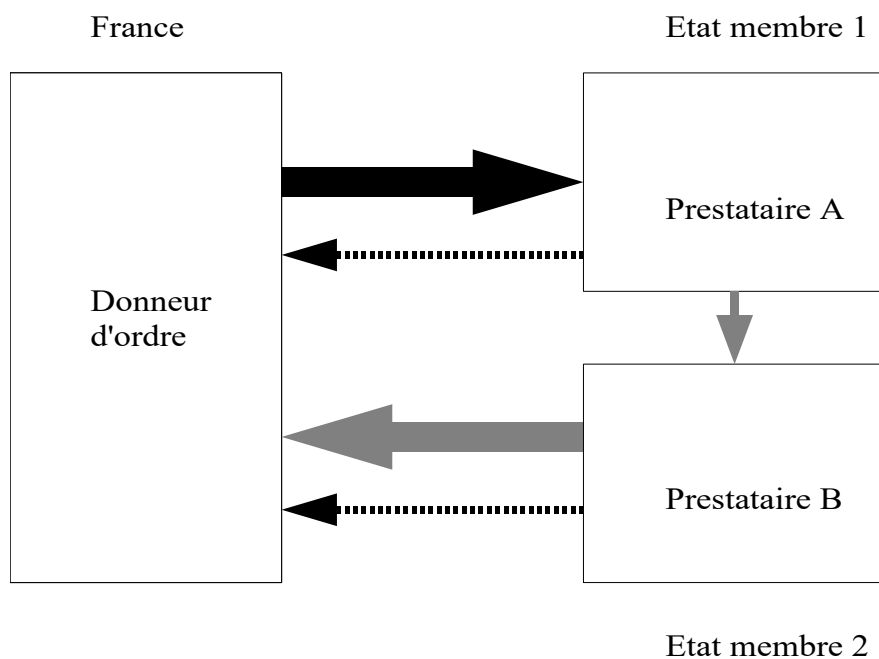 France
Etat membre 1
Prestataire A
Donneur
d'ordre
Prestataire B
Etat membre 2